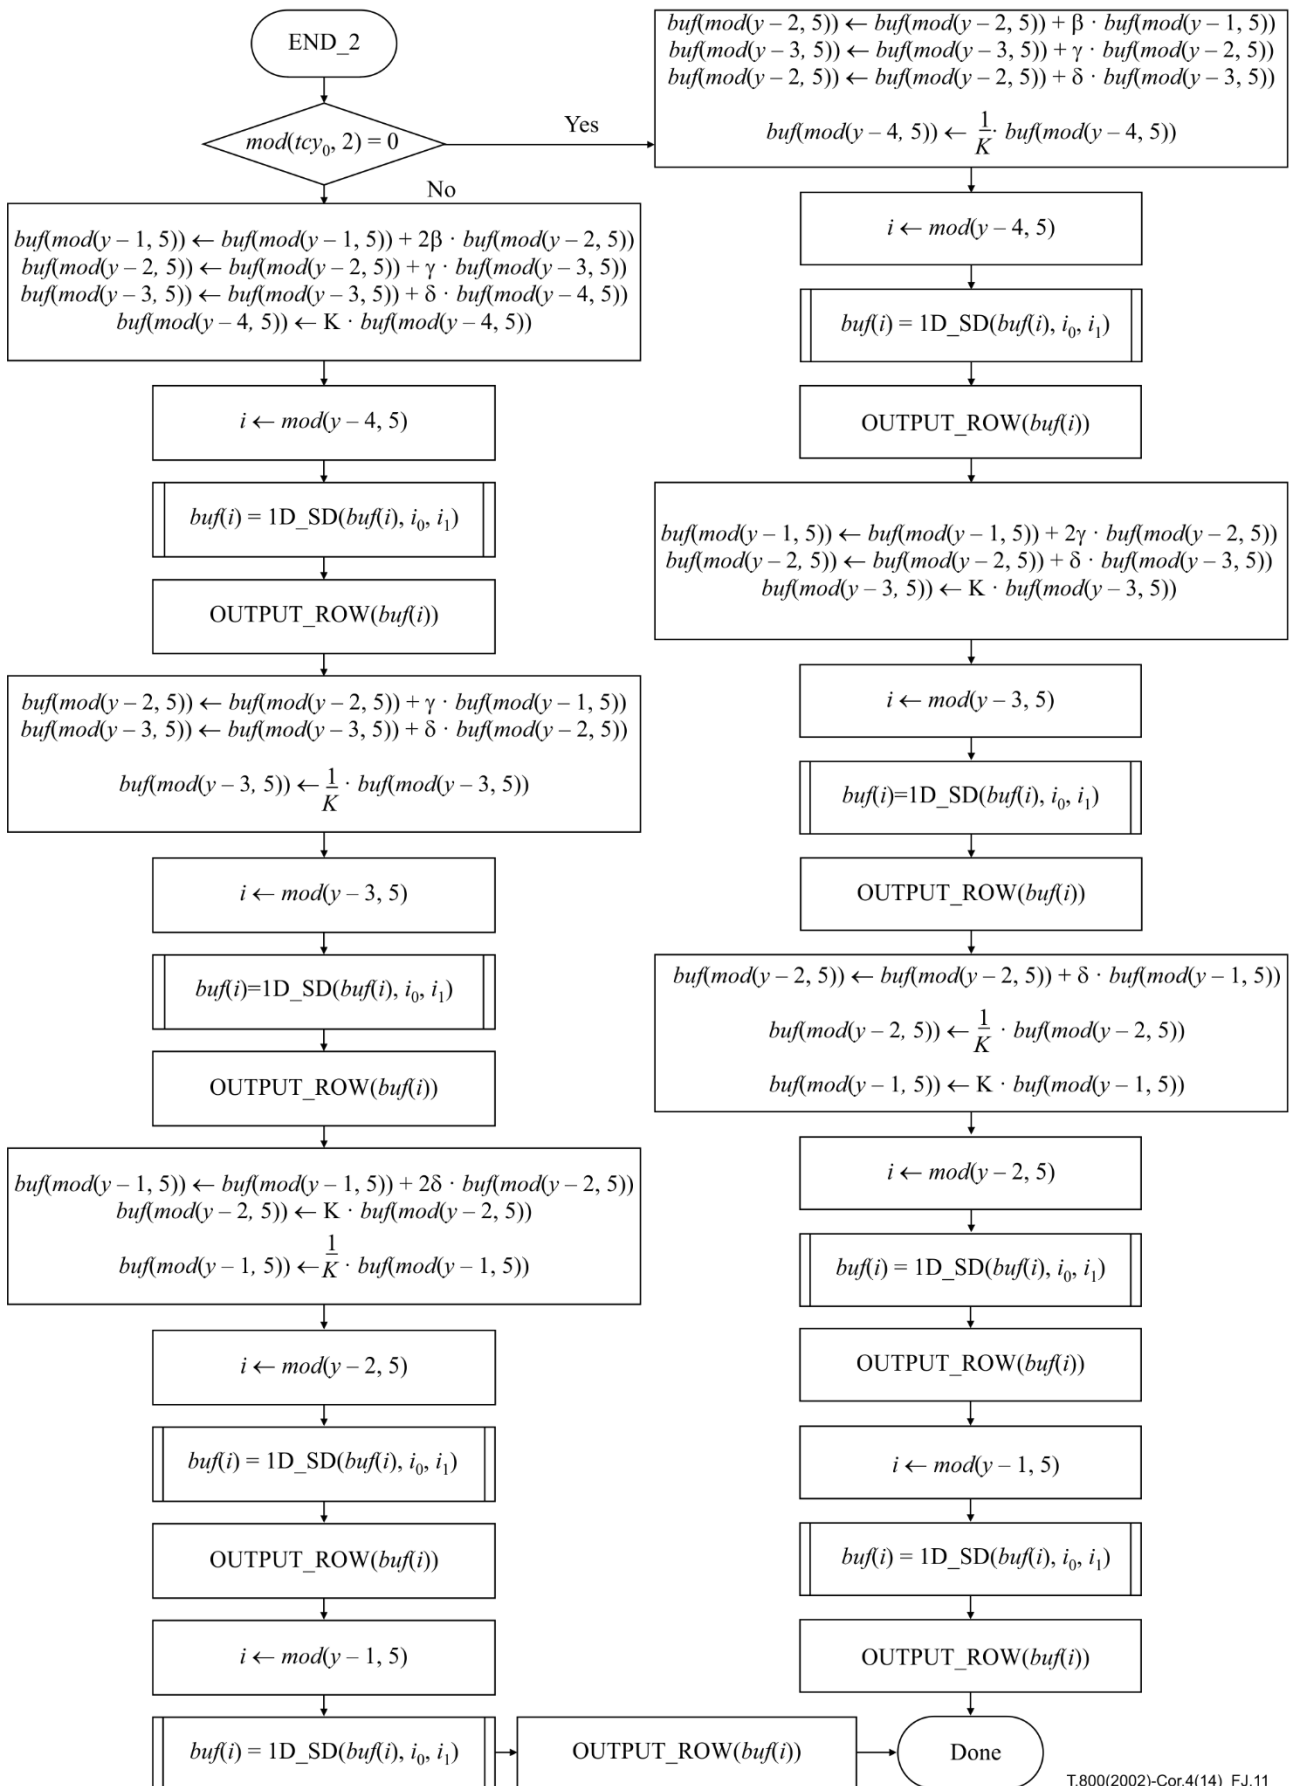 END_2
mod(tcy₀, 2) = 0
Yes
No
buf(mod(y – 1, 5)) ← buf(mod(y – 1, 5)) + 2β · buf(mod(y – 2, 5))
buf(mod(y – 2, 5)) ← buf(mod(y – 2, 5)) + γ · buf(mod(y – 3, 5))
buf(mod(y – 3, 5)) ← buf(mod(y – 3, 5)) + δ · buf(mod(y – 4, 5))
buf(mod(y – 4, 5)) ← K · buf(mod(y – 4, 5))
i ← mod(y – 4, 5)
buf(i) = 1D_SD(buf(i), i₀, i₁)
OUTPUT_ROW(buf(i))
buf(mod(y – 2, 5)) ← buf(mod(y – 2, 5)) + γ · buf(mod(y – 1, 5))
buf(mod(y – 3, 5)) ← buf(mod(y – 3, 5)) + δ · buf(mod(y – 2, 5))
buf(mod(y – 3, 5)) ← 1/K · buf(mod(y – 3, 5))
i ← mod(y – 3, 5)
buf(i)=1D_SD(buf(i), i₀, i₁)
OUTPUT_ROW(buf(i))
buf(mod(y – 1, 5)) ← buf(mod(y – 1, 5)) + 2δ · buf(mod(y – 2, 5))
buf(mod(y – 2, 5)) ← K · buf(mod(y – 2, 5))
buf(mod(y – 1, 5)) ← 1/K · buf(mod(y – 1, 5))
i ← mod(y – 2, 5)
buf(i) = 1D_SD(buf(i), i₀, i₁)
OUTPUT_ROW(buf(i))
i ← mod(y – 1, 5)
buf(i) = 1D_SD(buf(i), i₀, i₁)
OUTPUT_ROW(buf(i))
buf(mod(y – 2, 5)) ← buf(mod(y – 2, 5)) + β · buf(mod(y – 1, 5))
buf(mod(y – 3, 5)) ← buf(mod(y – 3, 5)) + γ · buf(mod(y – 2, 5))
buf(mod(y – 2, 5)) ← buf(mod(y – 2, 5)) + δ · buf(mod(y – 3, 5))
buf(mod(y – 4, 5)) ← 1/K · buf(mod(y – 4, 5))
i ← mod(y – 4, 5)
buf(i) = 1D_SD(buf(i), i₀, i₁)
OUTPUT_ROW(buf(i))
buf(mod(y – 1, 5)) ← buf(mod(y – 1, 5)) + 2γ · buf(mod(y – 2, 5))
buf(mod(y – 2, 5)) ← buf(mod(y – 2, 5)) + δ · buf(mod(y – 3, 5))
buf(mod(y – 3, 5)) ← K · buf(mod(y – 3, 5))
i ← mod(y – 3, 5)
buf(i)=1D_SD(buf(i), i₀, i₁)
OUTPUT_ROW(buf(i))
buf(mod(y – 2, 5)) ← buf(mod(y – 2, 5)) + δ · buf(mod(y – 1, 5))
buf(mod(y – 2, 5)) ← 1/K · buf(mod(y – 2, 5))
buf(mod(y – 1, 5)) ← K · buf(mod(y – 1, 5))
i ← mod(y – 2, 5)
buf(i) = 1D_SD(buf(i), i₀, i₁)
OUTPUT_ROW(buf(i))
i ← mod(y – 1, 5)
buf(i) = 1D_SD(buf(i), i₀, i₁)
OUTPUT_ROW(buf(i))
Done
T.800(2002)-Cor.4(14)_FJ.11